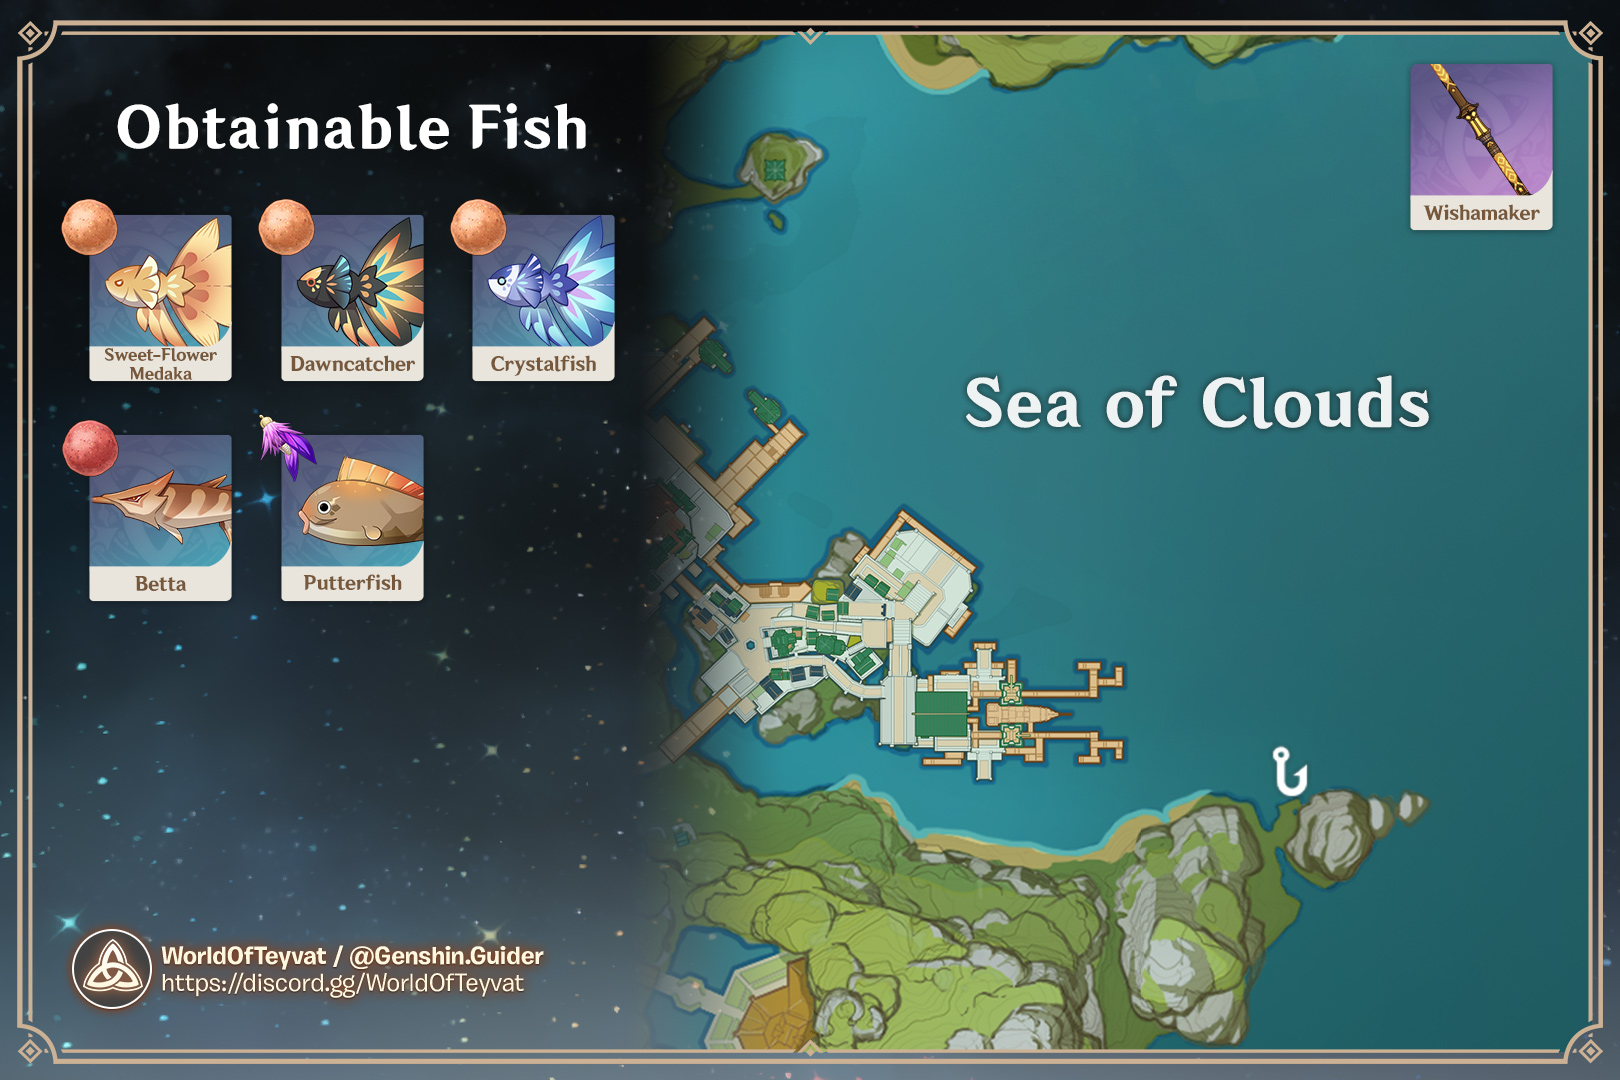 Obtainable Fish
Sweet-Flower
Medaka
Dawncatcher
Crystalfish
Betta
Putterfish
Wishamaker
Sea of Clouds
WorldOfTeyvat / @Genshin.Guider
https://discord.gg/WorldOfTeyvat